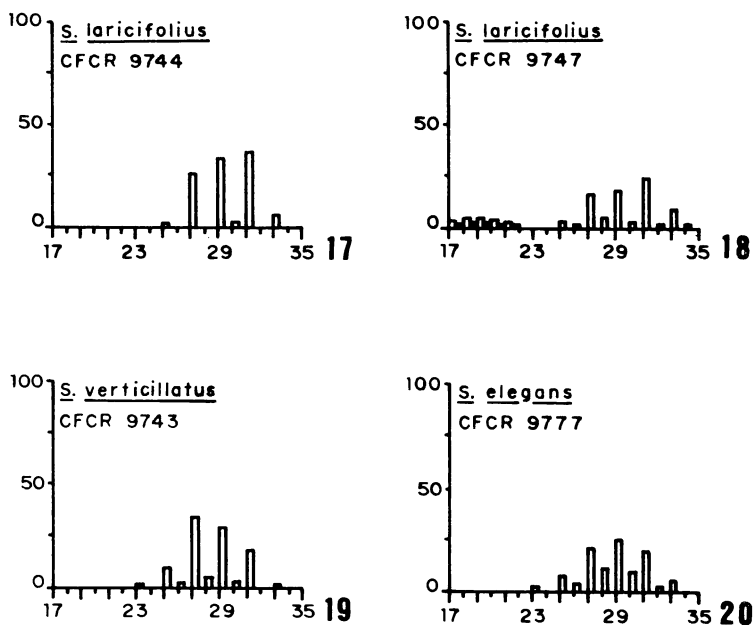 100
50
0
S. laricifolius
CFCR 9744
17 23 29 35 17
100
50
0
S. laricifolius
CFCR 9747
17 23 29 35 18
100
50
0
S. verticillatus
CFCR 9743
17 23 29 35 19
100
50
0
S. elegans
CFCR 9777
17 23 29 35 20